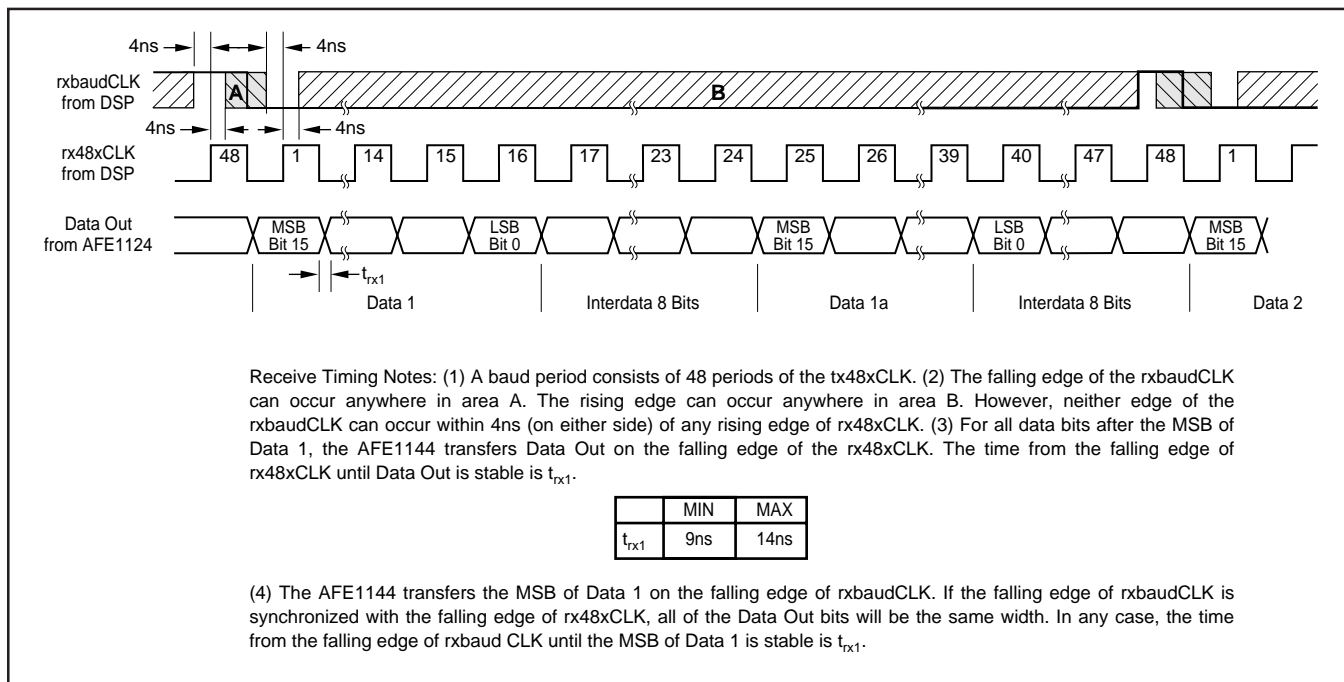 4ns 4ns
rxbaudCLK
from DSP
A B
4ns 4ns
rx48xCLK
from DSP
48 1 14 15 16 17 23 24 25 26 39 40 47 48 1
Data Out
from AFE1124
MSB
Bit 15
LSB
Bit 0
MSB
Bit 15
LSB
Bit 0
MSB
Bit 15
trx1
Data 1 Interdata 8 Bits Data 1a Interdata 8 Bits Data 2
Receive Timing Notes: (1) A baud period consists of 48 periods of the tx48xCLK. (2) The falling edge of the rxbaudCLK
can occur anywhere in area A. The rising edge can occur anywhere in area B. However, neither edge of the
rxbaudCLK can occur within 4ns (on either side) of any rising edge of rx48xCLK. (3) For all data bits after the MSB of
Data 1, the AFE1144 transfers Data Out on the falling edge of the rx48xCLK. The time from the falling edge of
rx48xCLK until Data Out is stable is trx1.
MIN MAX
trx1 9ns 14ns
(4) The AFE1144 transfers the MSB of Data 1 on the falling edge of rxbaudCLK. If the falling edge of rxbaudCLK is
synchronized with the falling edge of rx48xCLK, all of the Data Out bits will be the same width. In any case, the time
from the falling edge of rxbaud CLK until the MSB of Data 1 is stable is trx1.